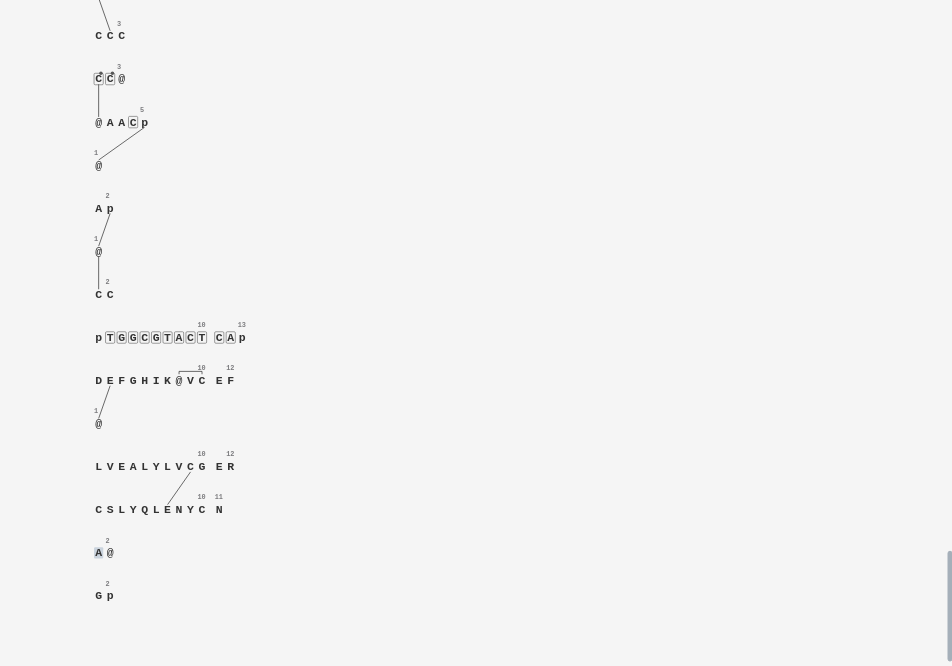 3
C C C
3
C C @
5
@ A A C p
1
@
2
A p
1
@
2
C C
10 13
p T G G C G T A C T C A p
10 12
D E F G H I K @ V C E F
1
@
10 12
L V E A L Y L V C G E R
10 11
C S L Y Q L E N Y C N
2
A @
2
G p